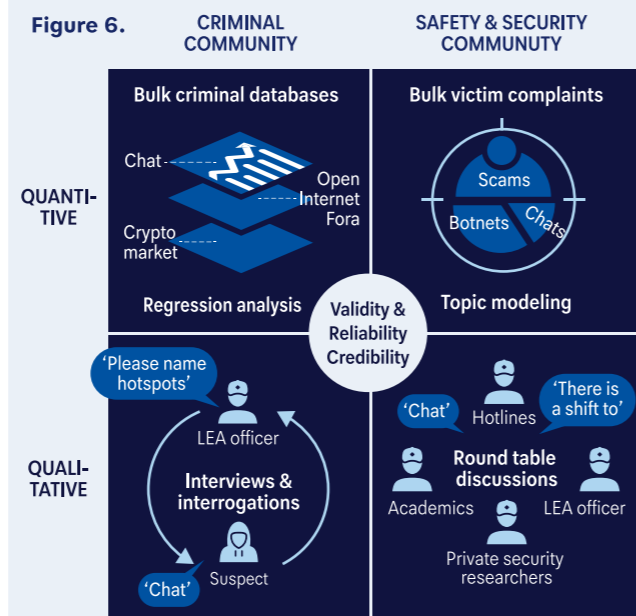 Figure 6.
CRIMINAL
COMMUNITY
SAFETY & SECURITY
COMMUNUTY
QUANTI-
TIVE
Bulk criminal databases
Chat
Open
Internet
Fora
Crypto
market
Regression analysis
Bulk victim complaints
Scams
Botnets
Chats
Topic modeling
Validity &
Reliability
Credibility
QUALI-
TATIVE
'Please name
hotspots'
LEA officer
Interviews &
interrogations
Suspect
'Chat'
'Chat'
Hotlines
'There is
a shift to'
Round table
discussions
Academics
LEA officer
Private security
researchers